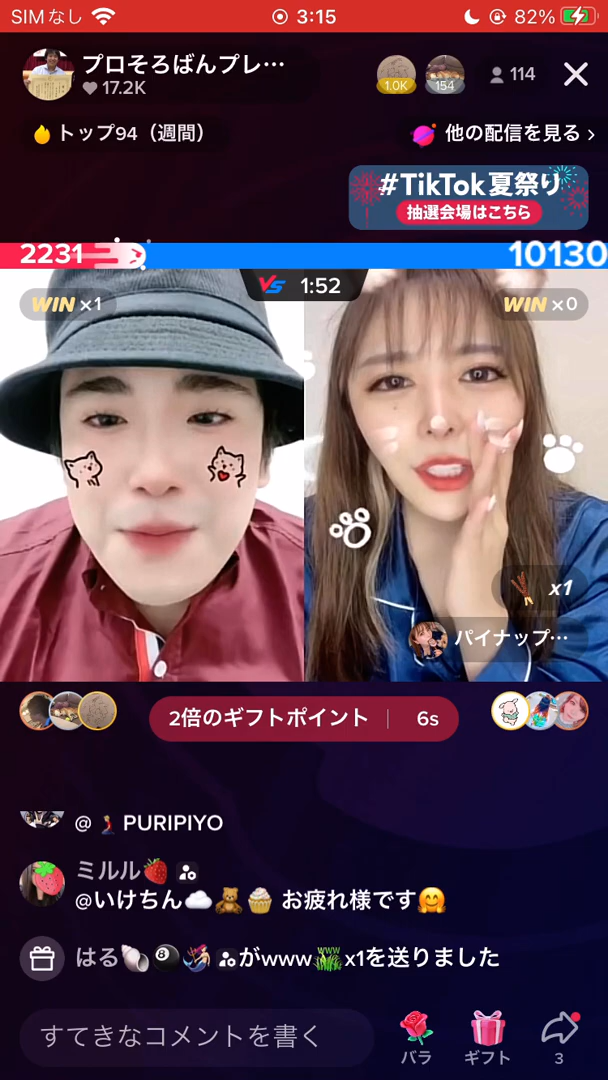 SIMなし 3:15 82%
プロそろばんプレ…
17.2K
1.0K 154 114
トップ94（週間） 他の配信を見る ›
#TikTok夏祭り
抽選会場はこちら
2231 10130
WIN x1 VS 1:52 WIN x0
x1
パイナップ…
2倍のギフトポイント | 6s
@ PURIPIYO
ミルル🍓
@いけちん☁️🧸🧁 お疲れ様です🤗
はる🐚🎱🧜‍♀️がwww🌿x1を送りました
すてきなコメントを書く バラ ギフト 3